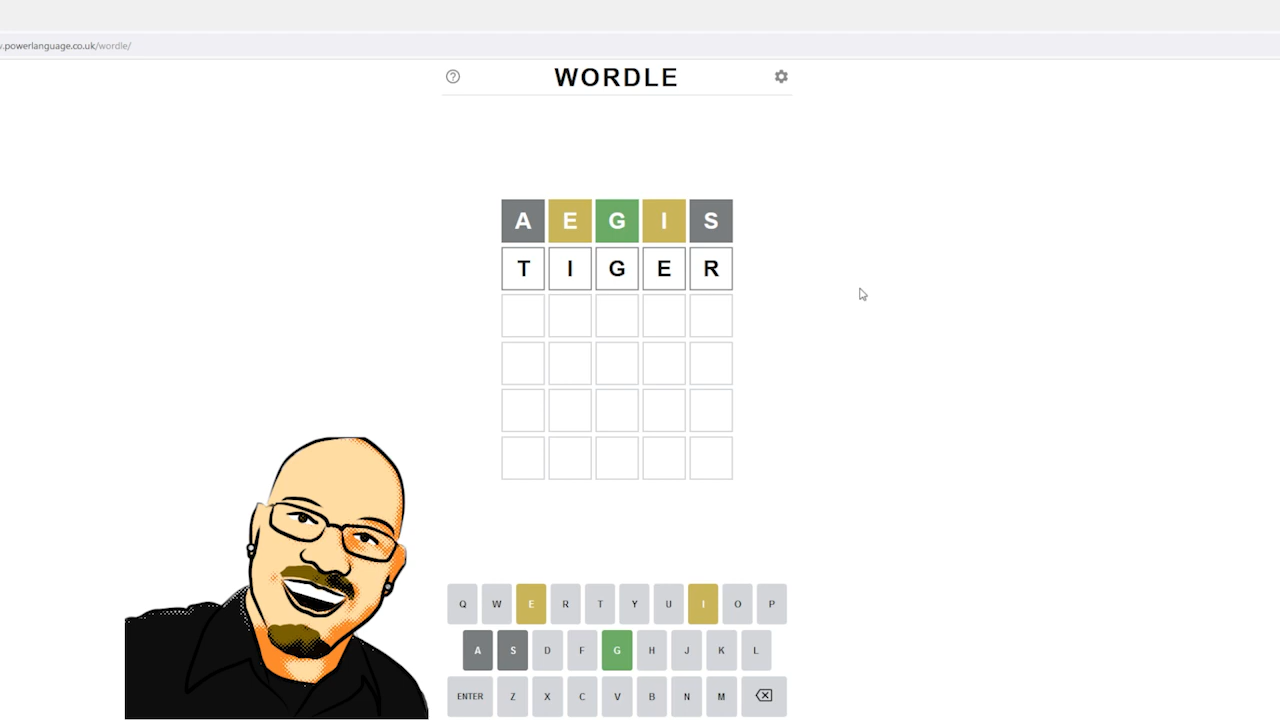 .powerlanguage.co.uk/wordle/
WORDLE
A E G I S
T I G E R
Q W E R T Y U I O P
A S D F G H J K L
ENTER Z X C V B N M